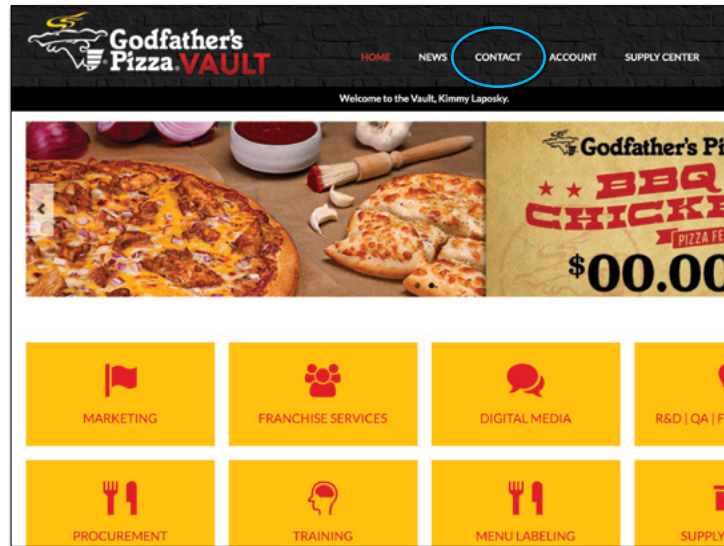 Godfather's
Pizza VAULT
HOME NEWS CONTACT ACCOUNT SUPPLY CENTER
Welcome to the Vault, Kimmy Laposky.
Godfather's Pi
BBQ
CHICKE
PIZZA FE
$00.00
MARKETING
FRANCHISE SERVICES
DIGITAL MEDIA
R&D | QA | F
PROCUREMENT
TRAINING
MENU LABELING
SUPPLY